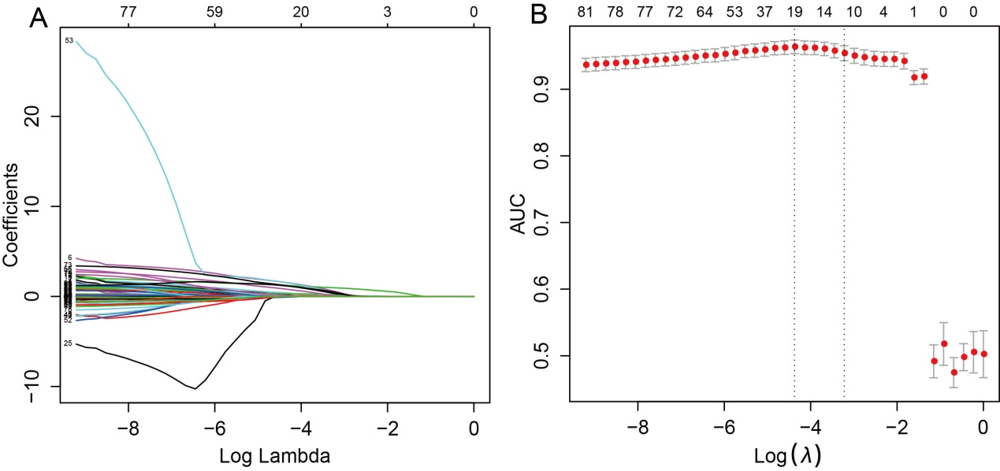 A
77 59 20 3 0
Coefficients
20
10
0
−10
53
6
73
52
25
−8 −6 −4 −2 0
Log Lambda
B
81 78 77 72 64 53 37 19 14 10 4 1 0 0
AUC
0.9
0.8
0.7
0.6
0.5
−8 −6 −4 −2 0
Log(λ)